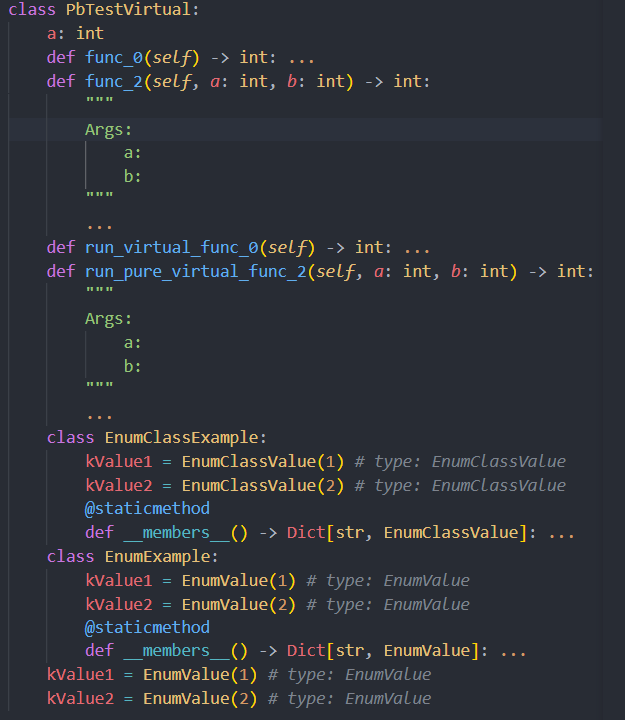 class PbTestVirtual:
    a: int
    def func_0(self) -> int: ...
    def func_2(self, a: int, b: int) -> int:
        """
        Args:
            a:
            b:
        """
        ...
    def run_virtual_func_0(self) -> int: ...
    def run_pure_virtual_func_2(self, a: int, b: int) -> int:
        """
        Args:
            a:
            b:
        """
        ...
    class EnumClassExample:
        kValue1 = EnumClassValue(1) # type: EnumClassValue
        kValue2 = EnumClassValue(2) # type: EnumClassValue
        @staticmethod
        def __members__() -> Dict[str, EnumClassValue]: ...
    class EnumExample:
        kValue1 = EnumValue(1) # type: EnumValue
        kValue2 = EnumValue(2) # type: EnumValue
        @staticmethod
        def __members__() -> Dict[str, EnumValue]: ...
    kValue1 = EnumValue(1) # type: EnumValue
    kValue2 = EnumValue(2) # type: EnumValue